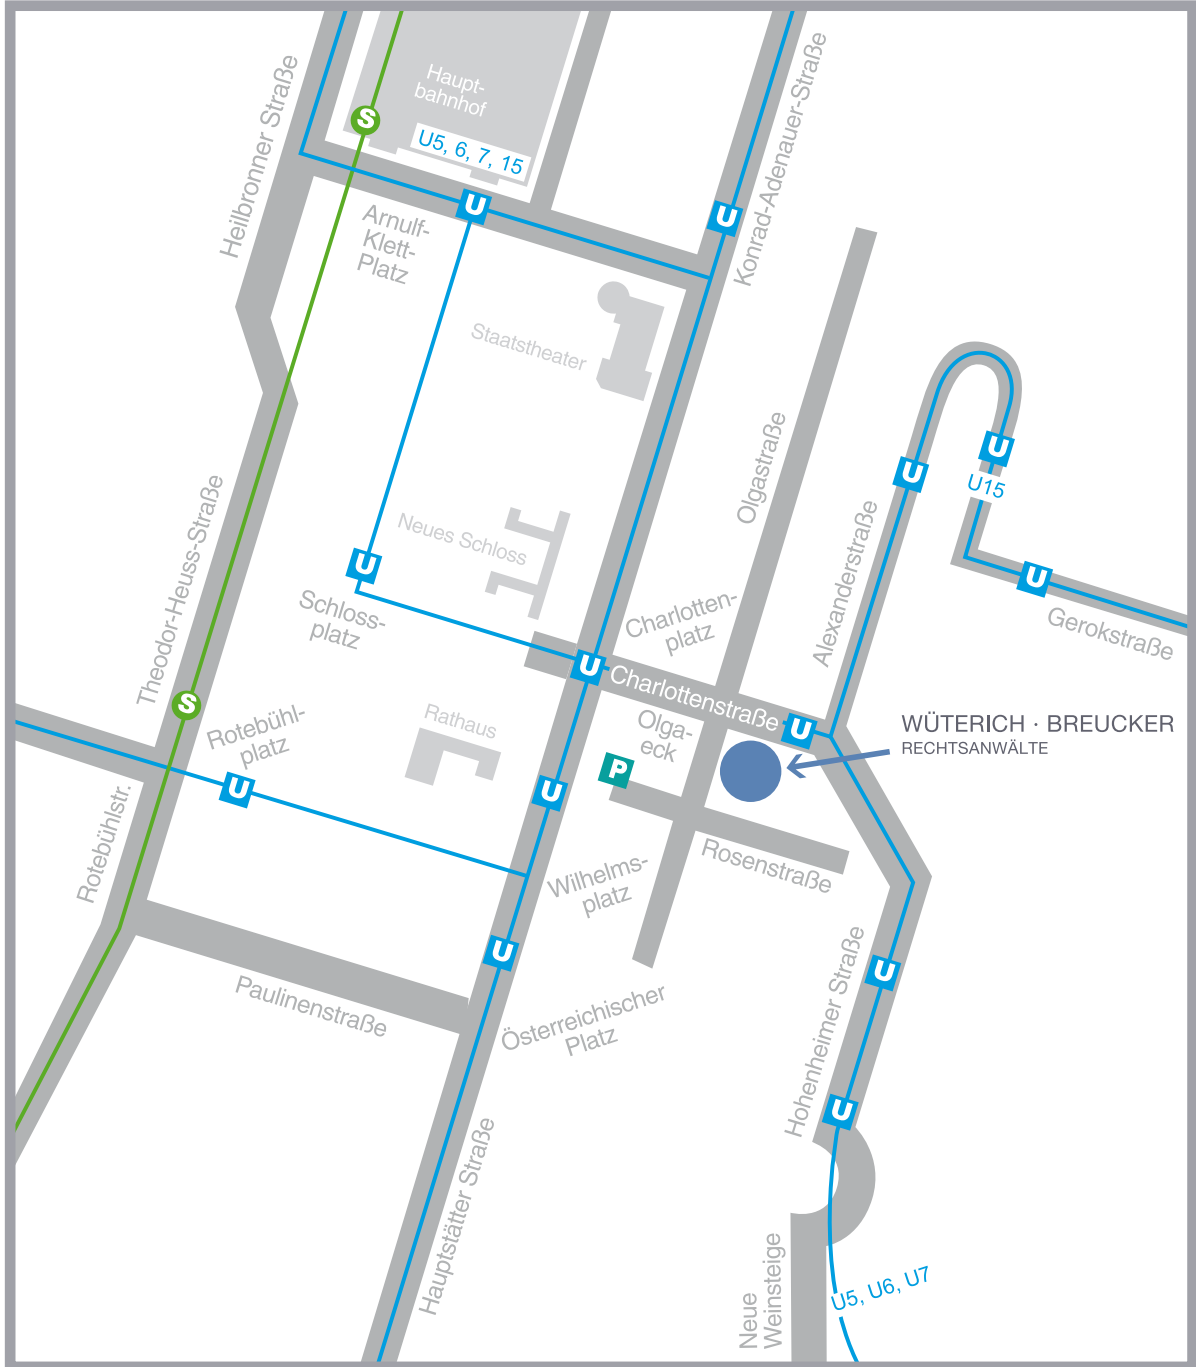 Haupt-
bahnhof
S
U5, 6, 7, 15
Heilbronner Straße
Konrad-Adenauer-Straße
U
U
Arnulf-
Klett-
Platz
Staatstheater
Olgastraße
U
U
U15
Theodor-Heuss-Straße
Neues Schloss
Alexanderstraße
U
U
Schloss-
platz
Charlotten-
platz
Gerokstraße
U
Charlottenstraße
S
Rotebühl-
platz
Rathaus
Olga-
eck
U
WÜTERICH · BREUCKER
RECHTSANWÄLTE
P
U
U
Rotebühlstr.
Rosenstraße
Wilhelms-
platz
U
U
Hohenheimer Straße
Paulinenstraße
Österreichischer
Platz
U
Hauptstätter Straße
Neue
Weinsteige
U5, U6, U7